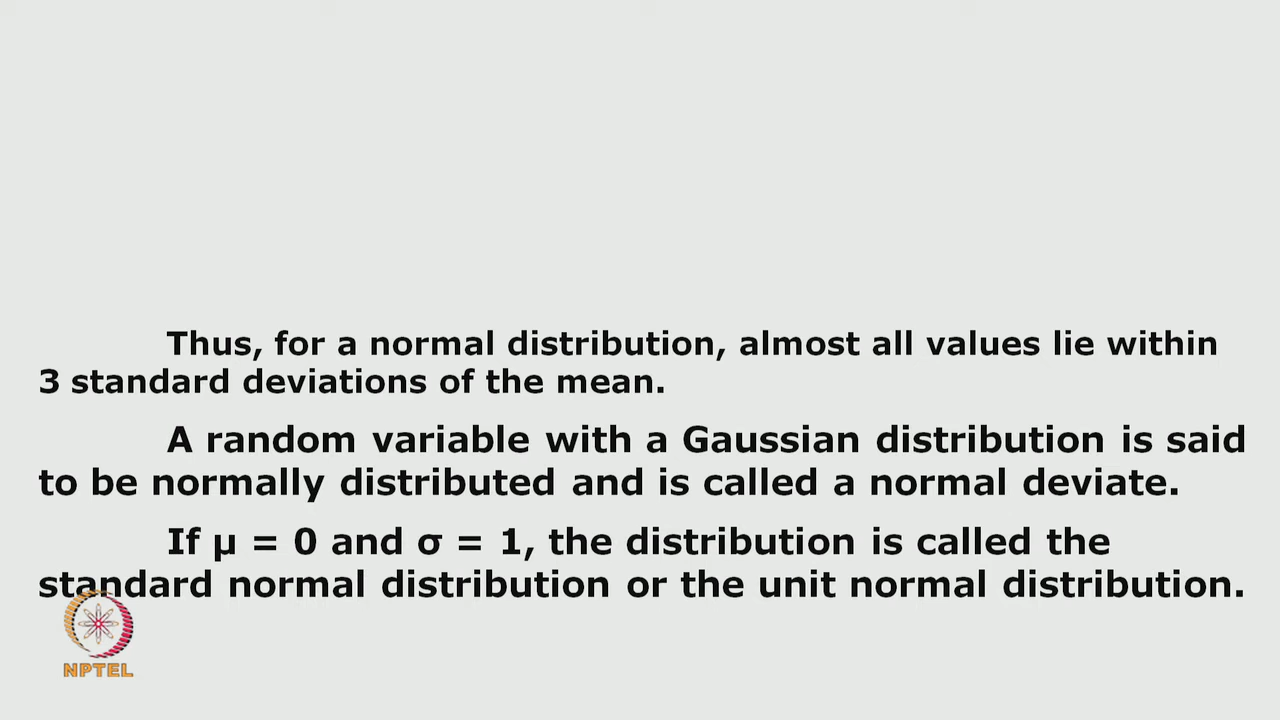 Thus, for a normal distribution, almost all values lie within
3 standard deviations of the mean.
A random variable with a Gaussian distribution is said
to be normally distributed and is called a normal deviate.
If μ = 0 and σ = 1, the distribution is called the
standard normal distribution or the unit normal distribution.
NPTEL